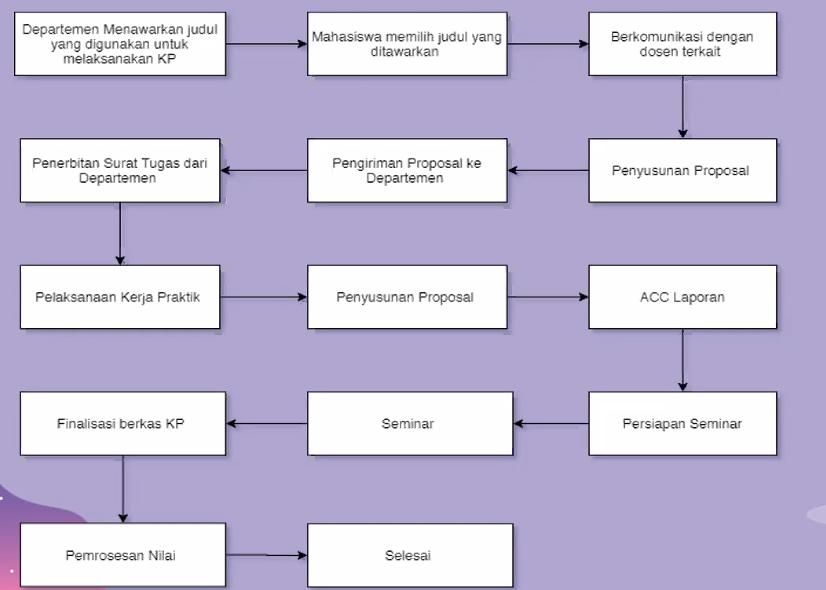 Departemen Menawarkan judul
yang digunakan untuk
melaksanakan KP
Mahasiswa memilih judul yang
ditawarkan
Berkomunikasi dengan
dosen terkait
Penyusunan Proposal
Pengiriman Proposal ke
Departemen
Penerbitan Surat Tugas dari
Departemen
Pelaksanaan Kerja Praktik
Penyusunan Proposal
ACC Laporan
Persiapan Seminar
Seminar
Finalisasi berkas KP
Pemrosesan Nilai
Selesai